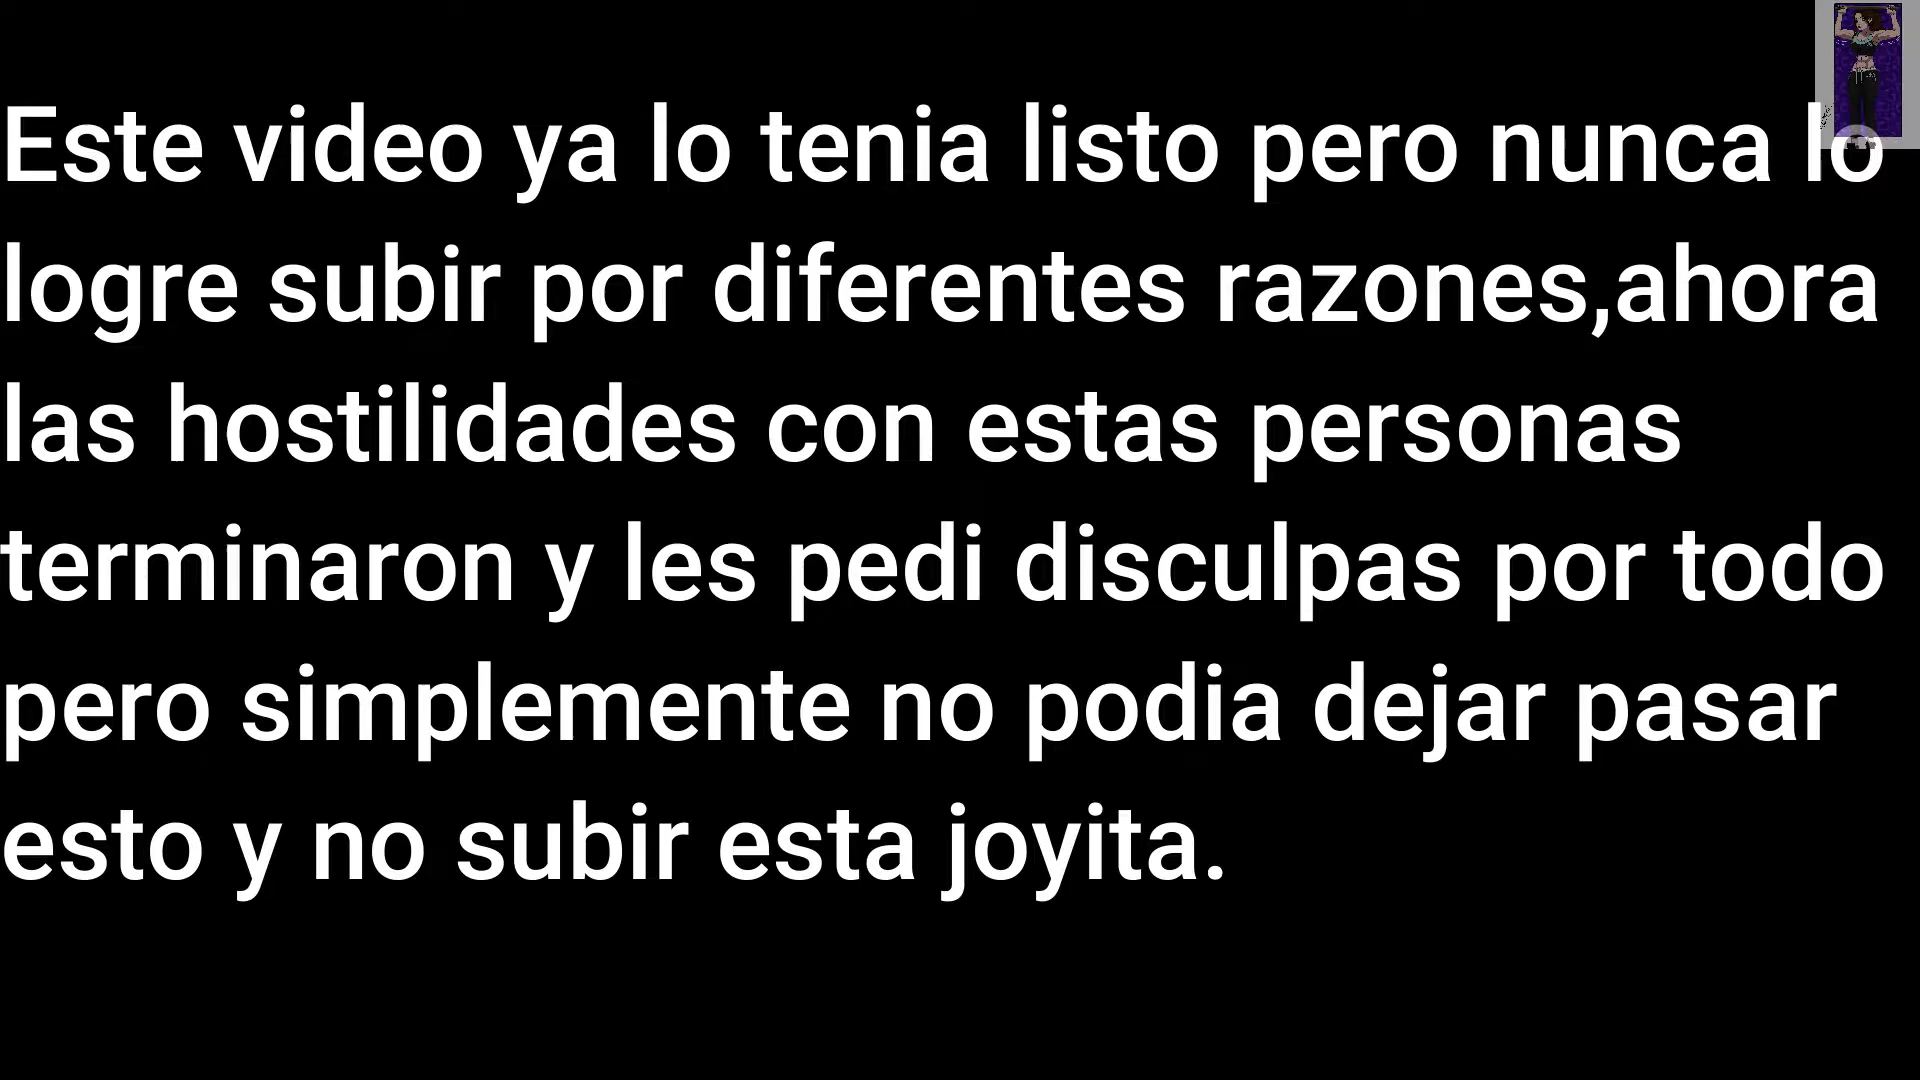 Este video ya lo tenia listo pero nunca lo
logre subir por diferentes razones,ahora
las hostilidades con estas personas
terminaron y les pedi disculpas por todo
pero simplemente no podia dejar pasar
esto y no subir esta joyita.